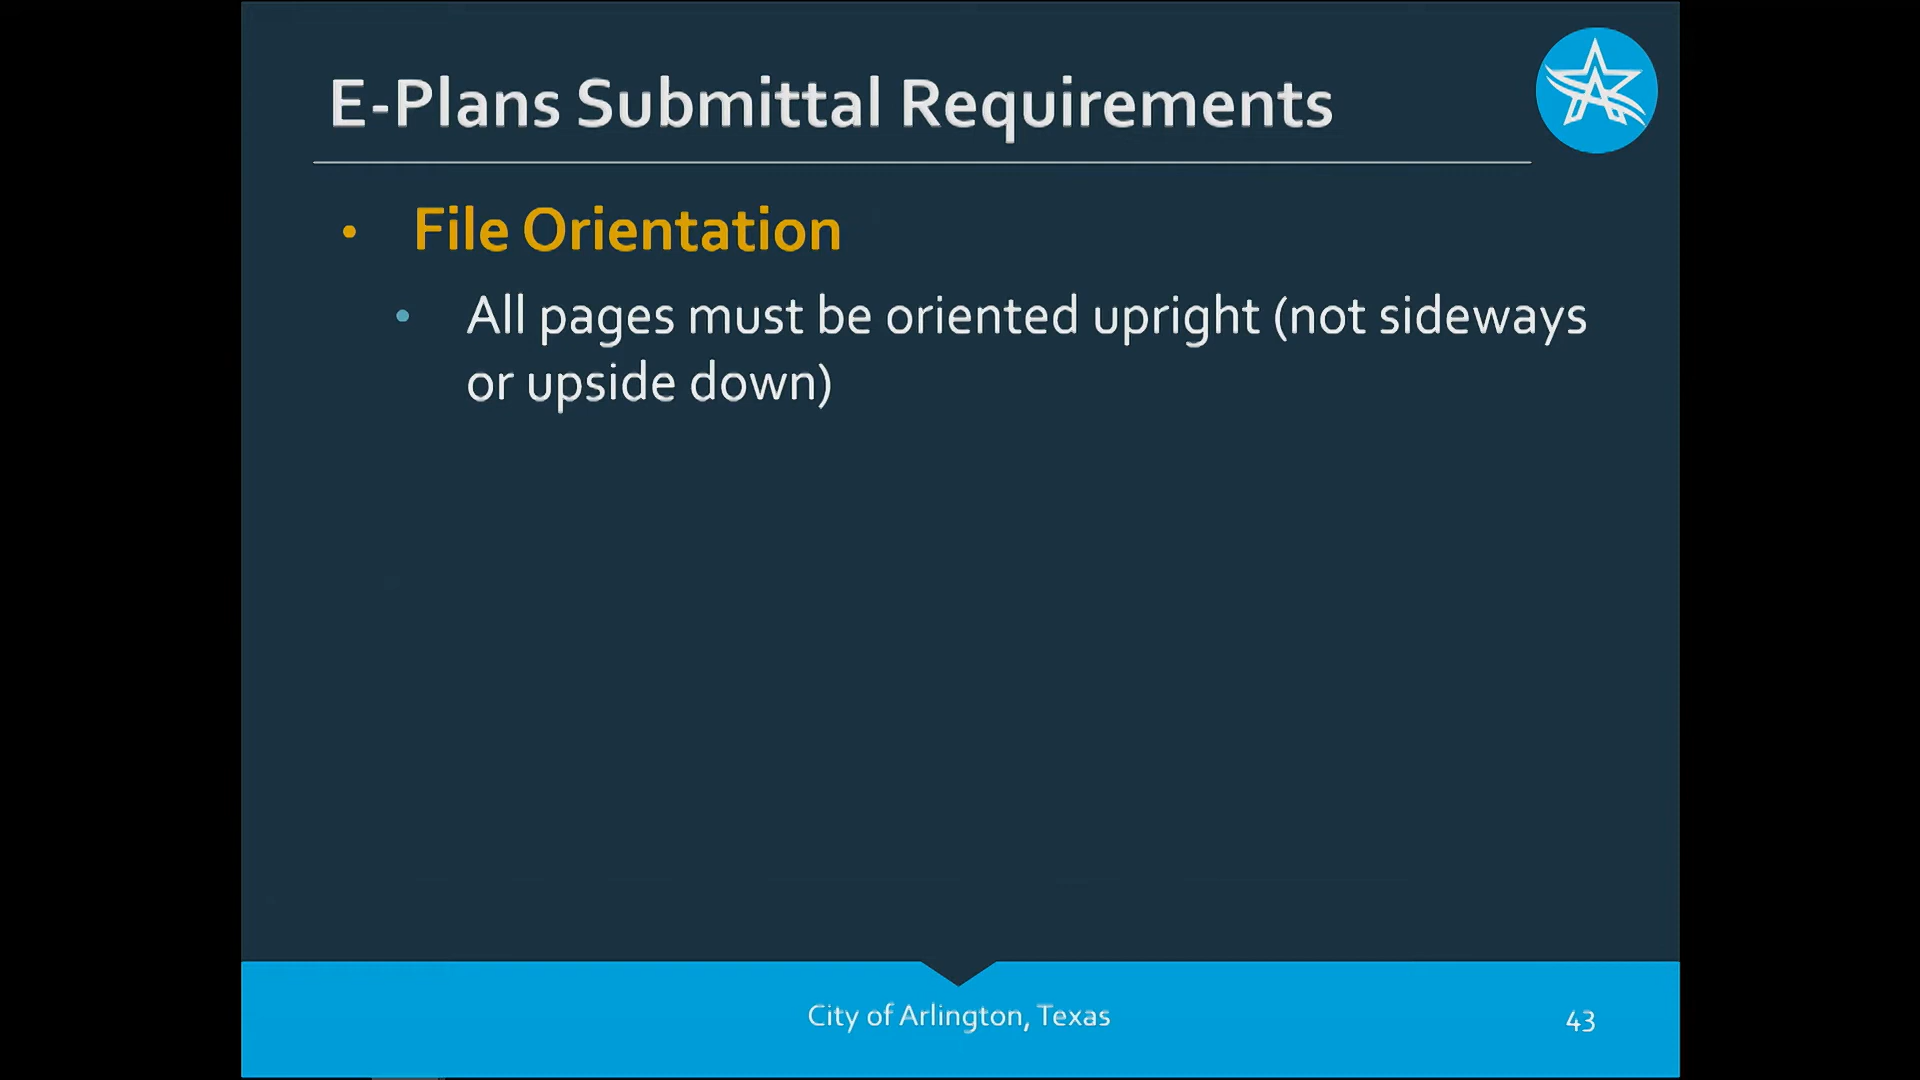 E-Plans Submittal Requirements
• File Orientation
• All pages must be oriented upright (not sideways
or upside down)
City of Arlington, Texas
43